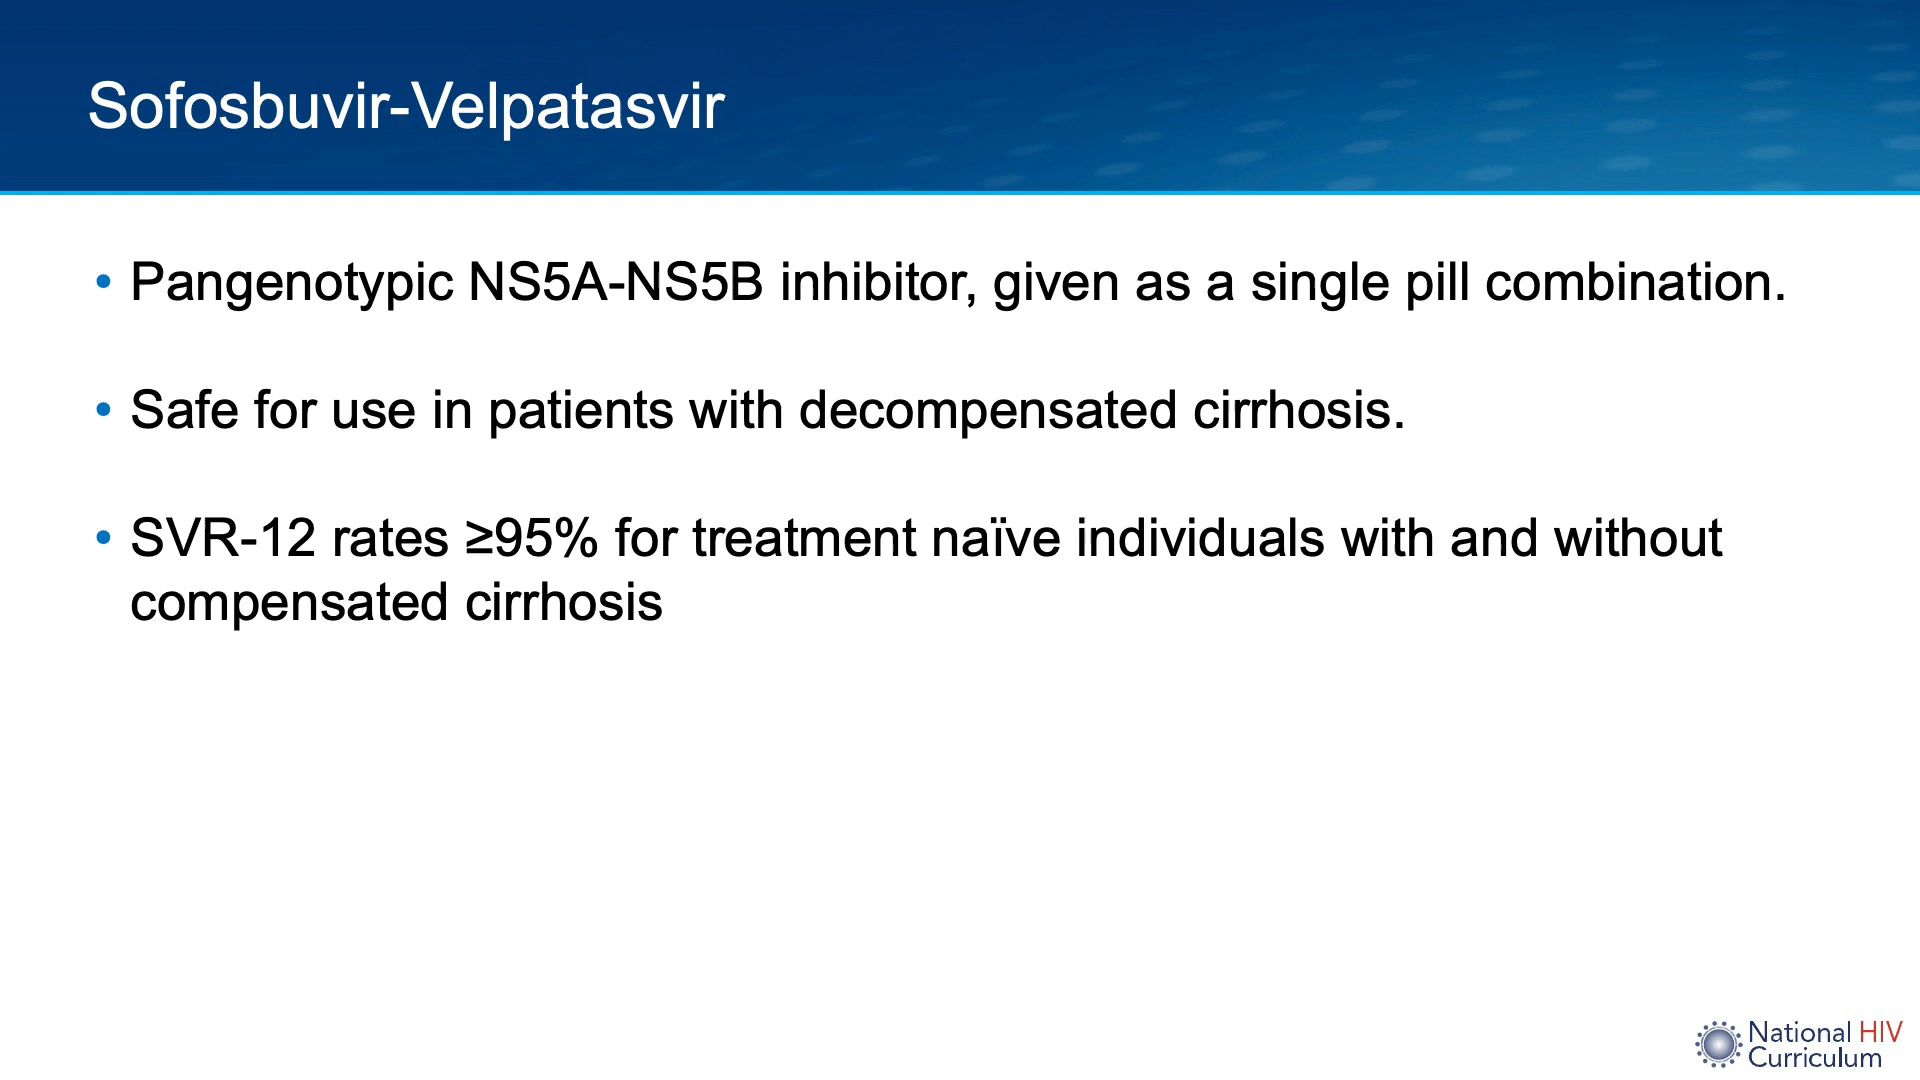 Sofosbuvir-Velpatasvir
• Pangenotypic NS5A-NS5B inhibitor, given as a single pill combination.
• Safe for use in patients with decompensated cirrhosis.
• SVR-12 rates ≥95% for treatment naïve individuals with and without
compensated cirrhosis
National HIV
Curriculum